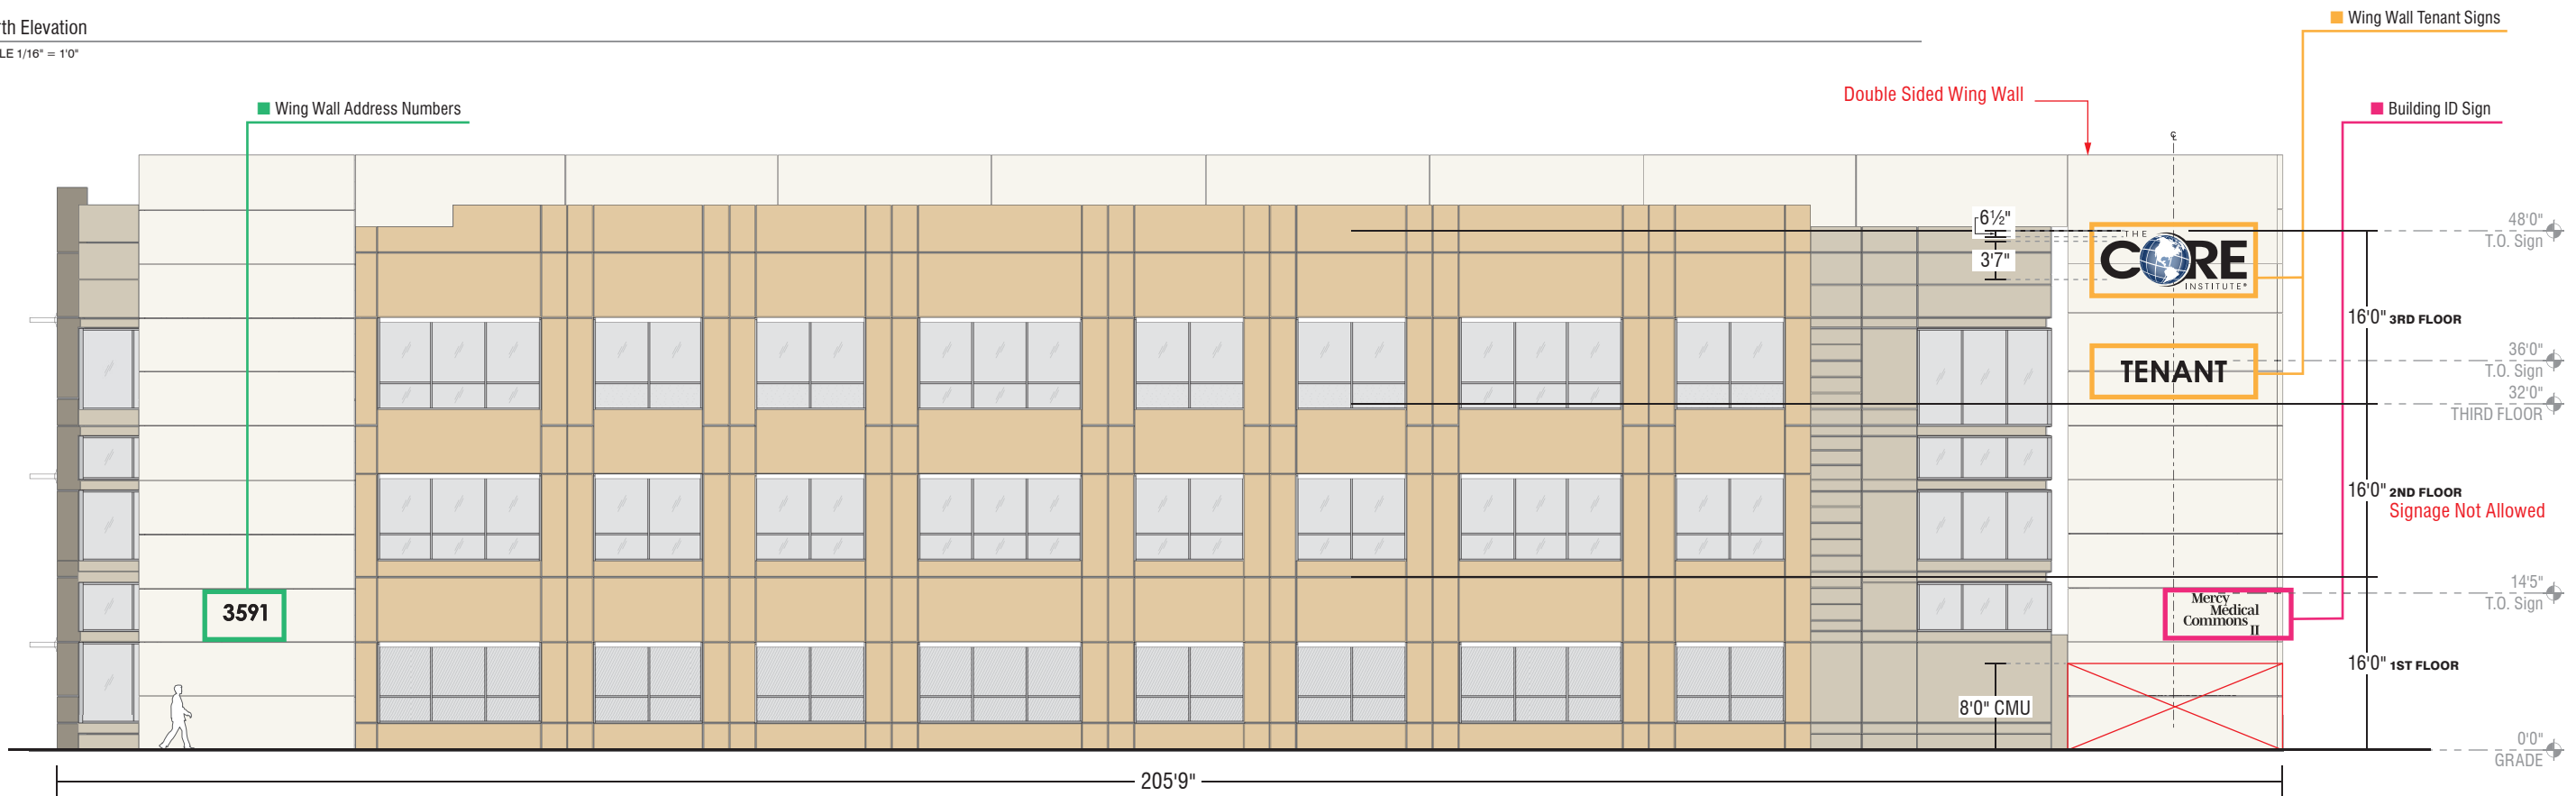 th Elevation
LE 1/16" = 1'0"
Wing Wall Tenant Signs
Double Sided Wing Wall
Wing Wall Address Numbers
Building ID Sign
6½"
3'7"
THE
CORE
INSTITUTE®
48'0"
T.O. Sign
16'0" 3RD FLOOR
TENANT
36'0"
T.O. Sign
32'0"
THIRD FLOOR
16'0" 2ND FLOOR
Signage Not Allowed
14'5"
T.O. Sign
3591
Mercy
Medical
Commons
II
16'0" 1ST FLOOR
8'0" CMU
0'0"
GRADE
205'9"